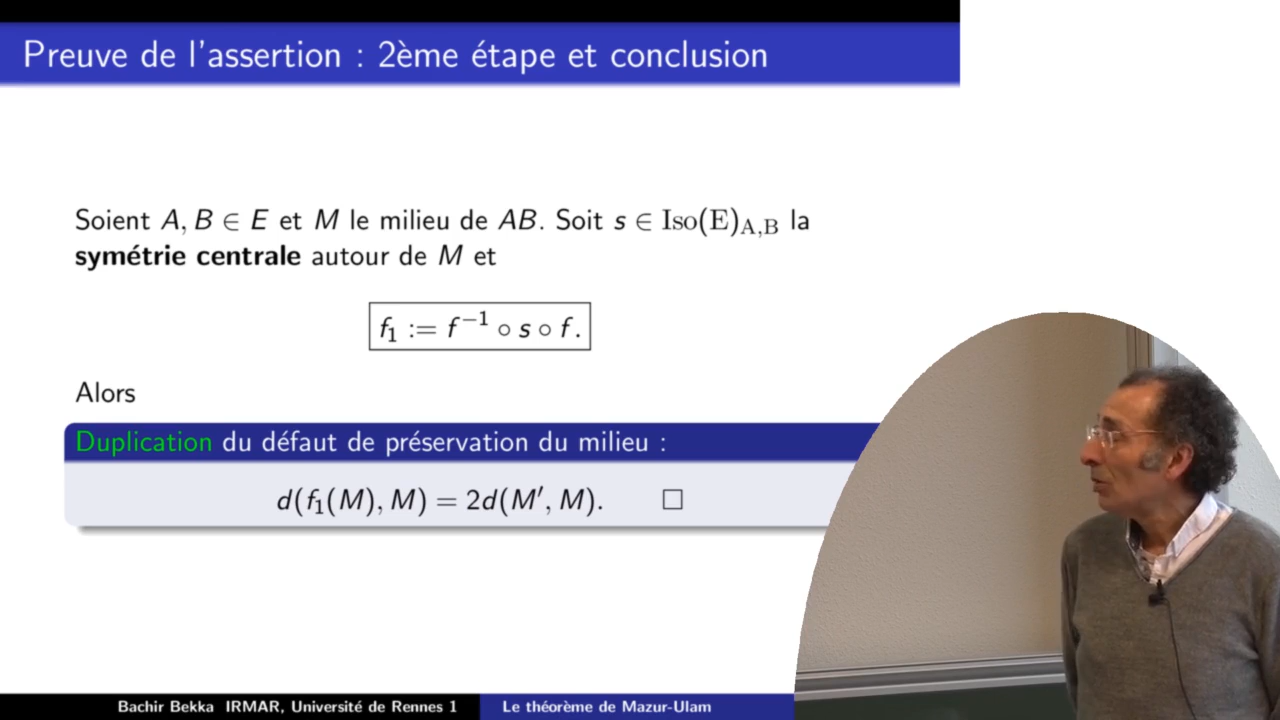 Preuve de l'assertion : 2ème étape et conclusion
Soient A, B ∈ E et M le milieu de AB. Soit s ∈ Iso(E)_{A,B} la
symétrie centrale autour de M et
f₁ := f⁻¹ ∘ s ∘ f.
Alors
Duplication du défaut de préservation du milieu :
d(f₁(M), M) = 2d(M′, M). □
Bachir Bekka IRMAR, Université de Rennes 1 Le théorème de Mazur-Ulam